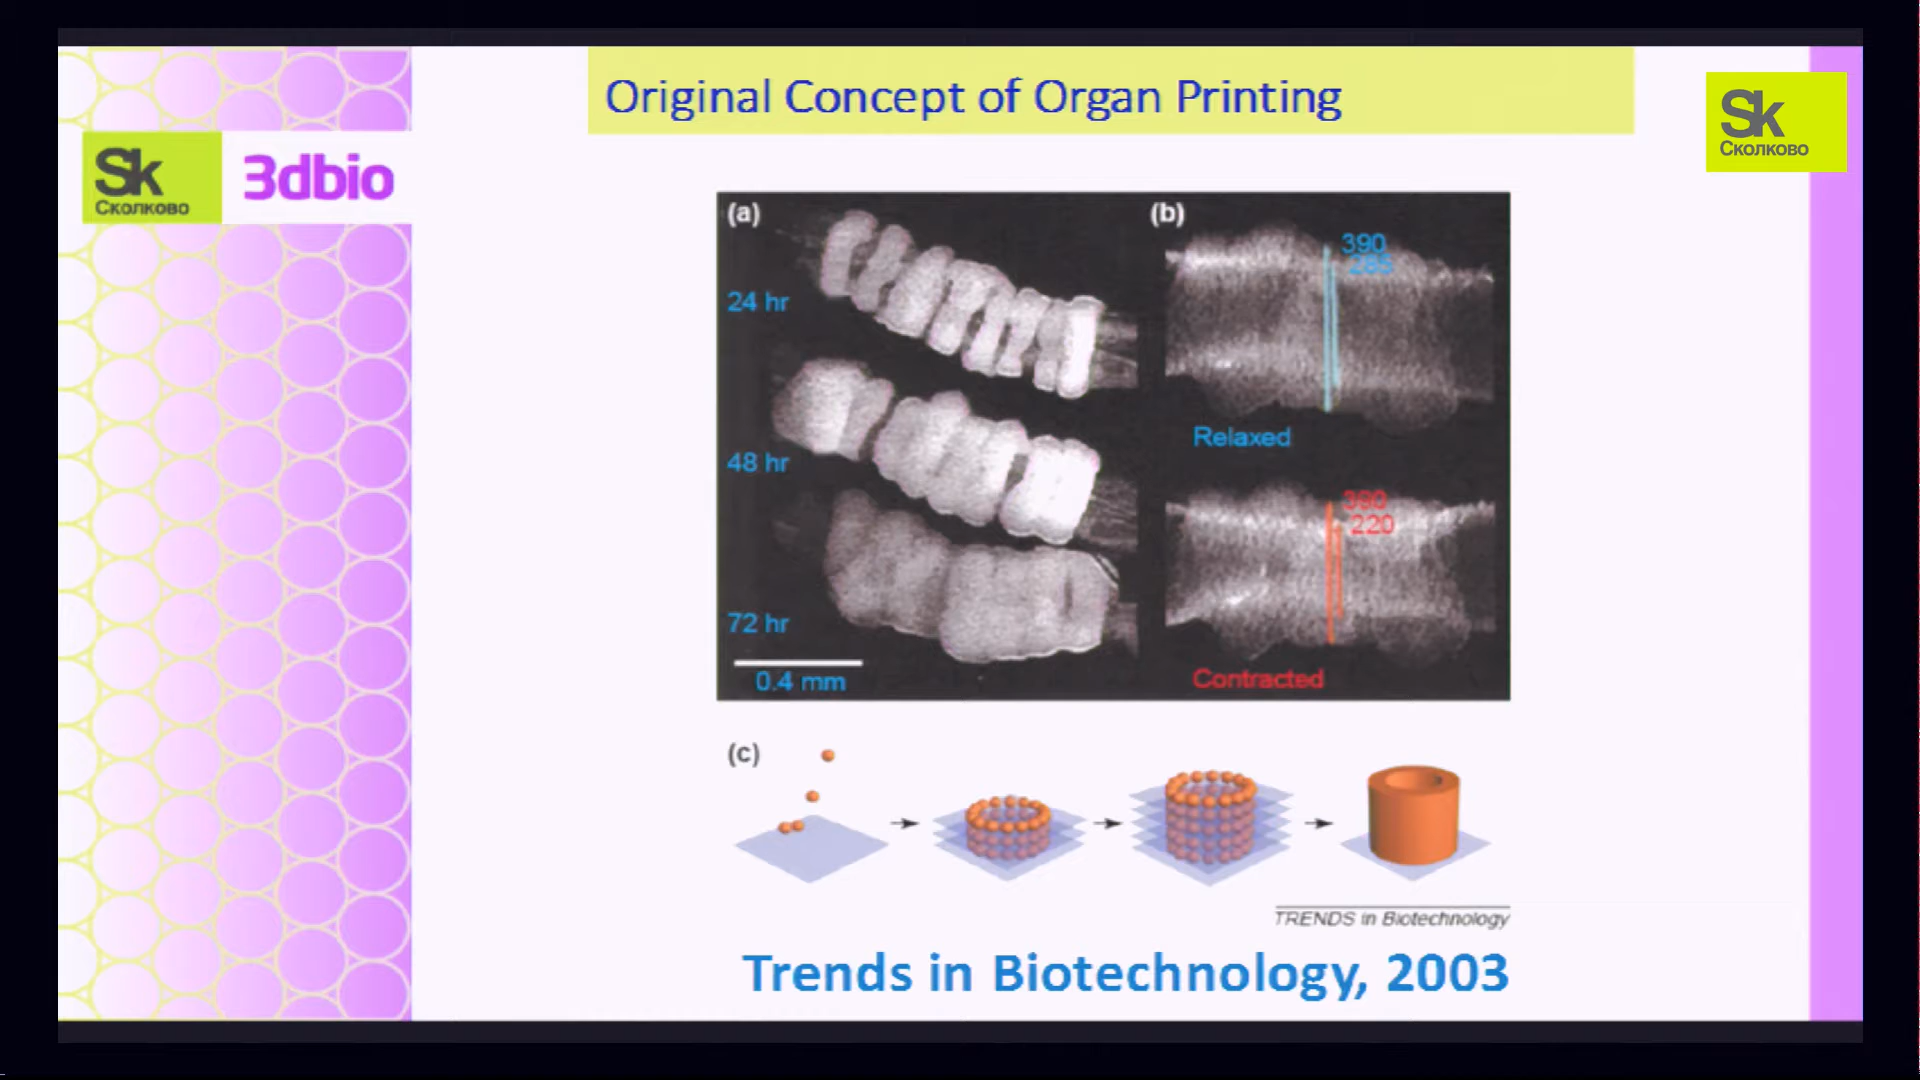 Original Concept of Organ Printing
Sk
Сколково
3dbio
Sk
Сколково
(a)
24 hr
48 hr
72 hr
0.4 mm
(b)
390
285
Relaxed
390
220
Contracted
(c)
TRENDS in Biotechnology
Trends in Biotechnology, 2003